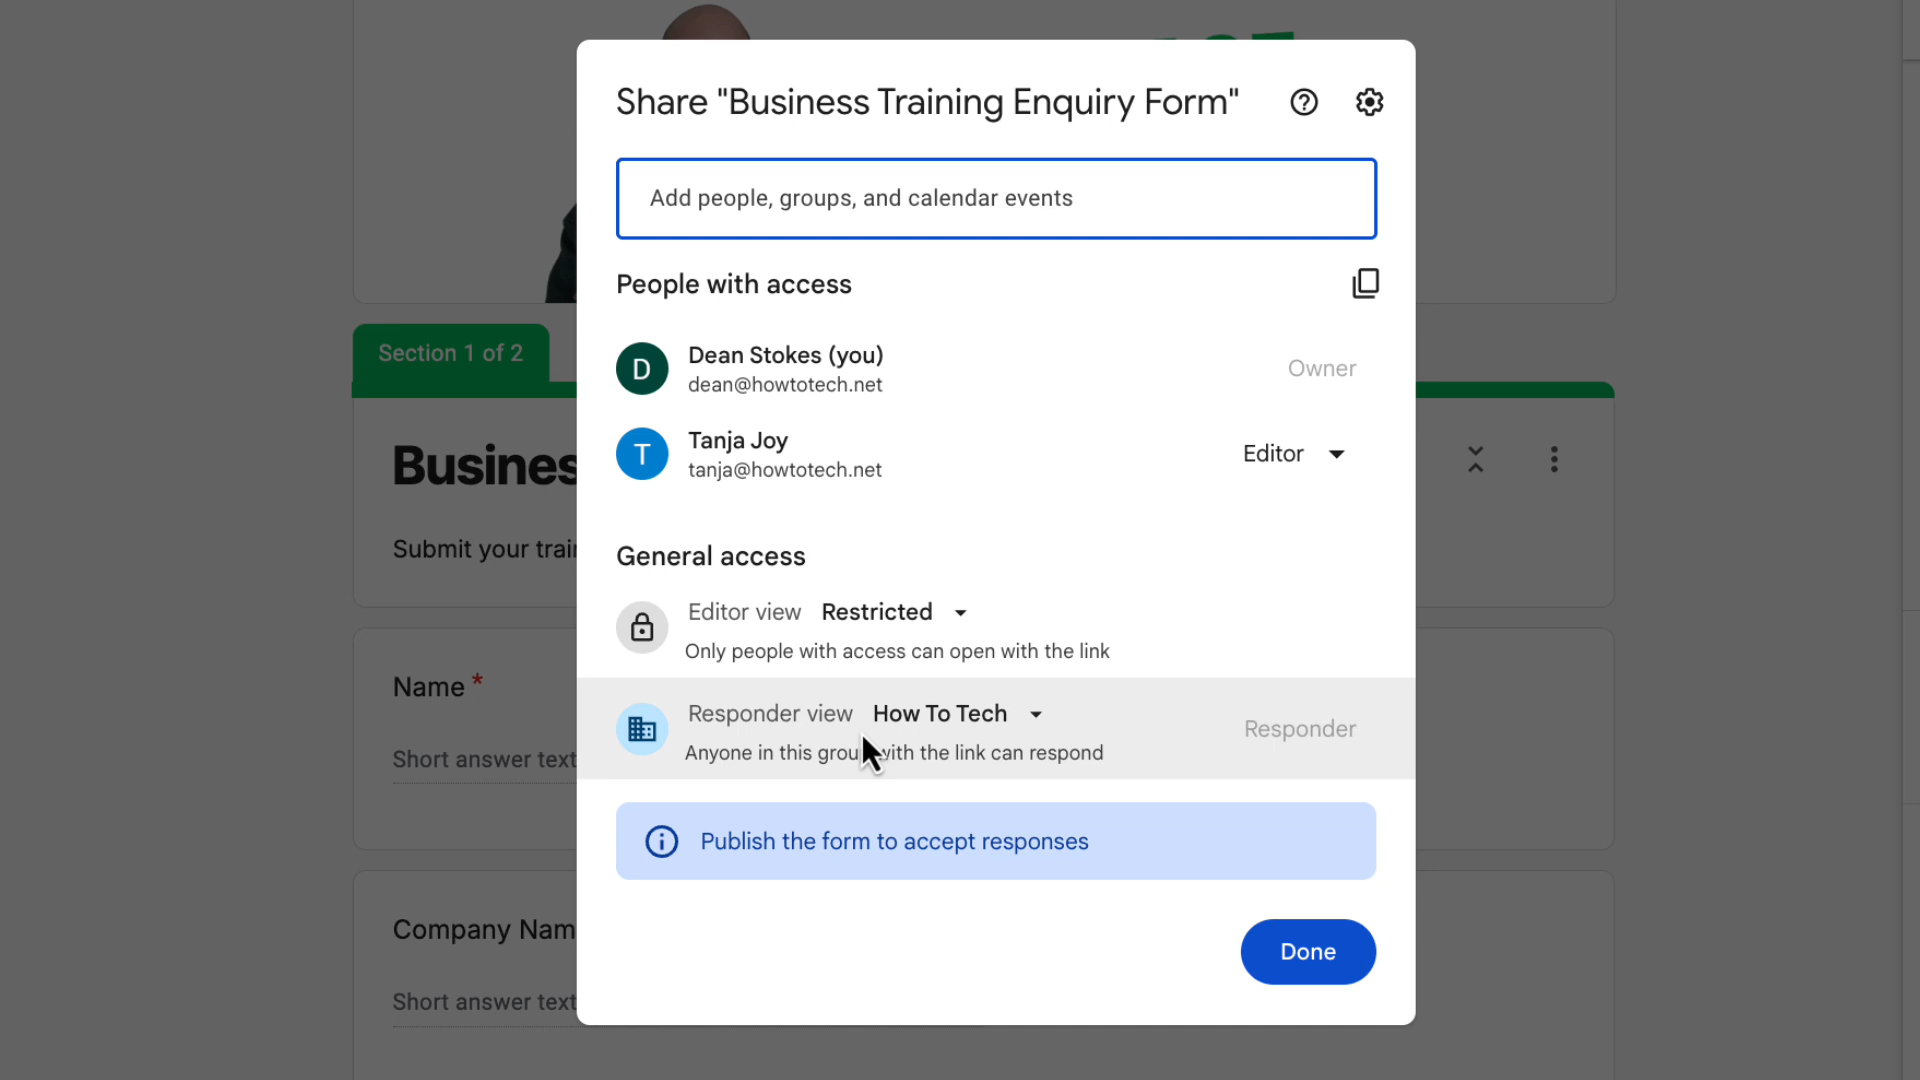 Share "Business Training Enquiry Form"
Add people, groups, and calendar events
People with access
D
Dean Stokes (you)
dean@howtotech.net
Owner
T
Tanja Joy
tanja@howtotech.net
Editor
General access
Editor view Restricted
Only people with access can open with the link
Responder view How To Tech
Anyone in this grou with the link can respond
Responder
Publish the form to accept responses
Done
Section 1 of 2
Busines
Submit your trai
Name *
Short answer text
Company Nam
Short answer text